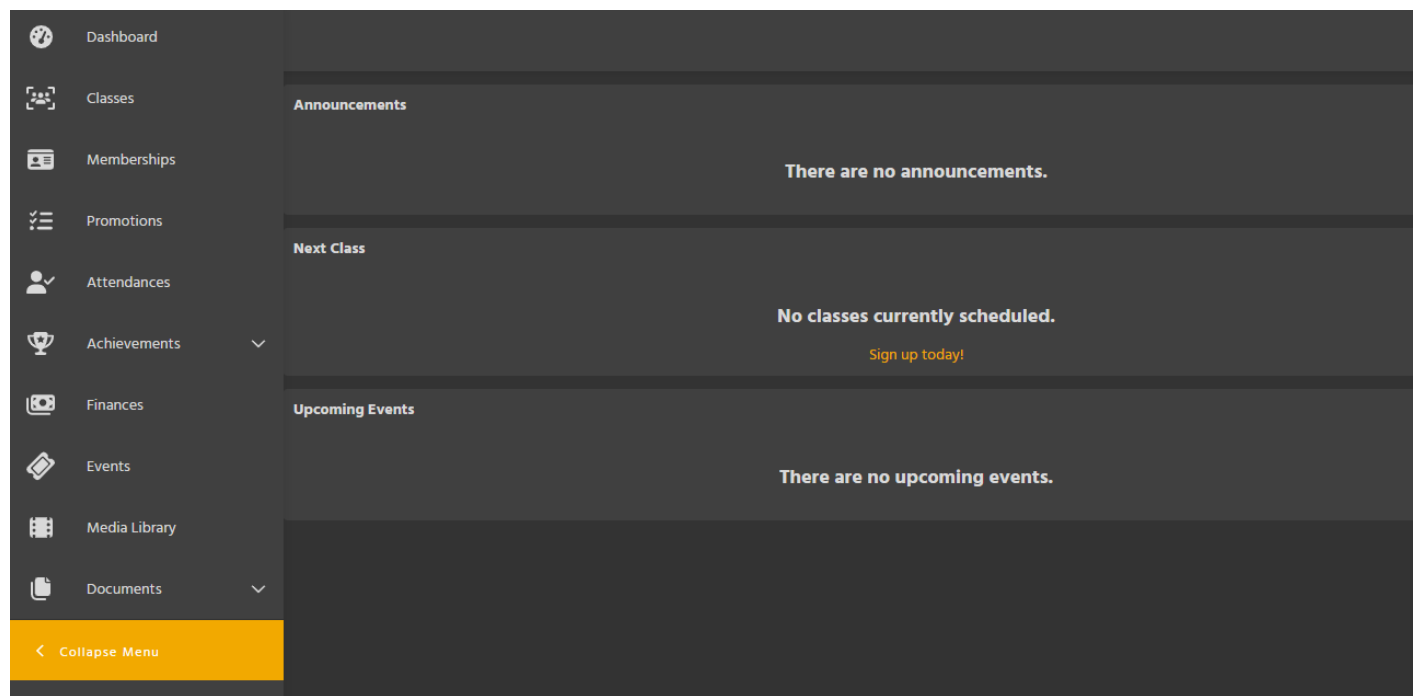 Dashboard
Classes
Memberships
Promotions
Attendances
Achievements
Finances
Events
Media Library
Documents
Collapse Menu
Announcements
There are no announcements.
Next Class
No classes currently scheduled.
Sign up today!
Upcoming Events
There are no upcoming events.